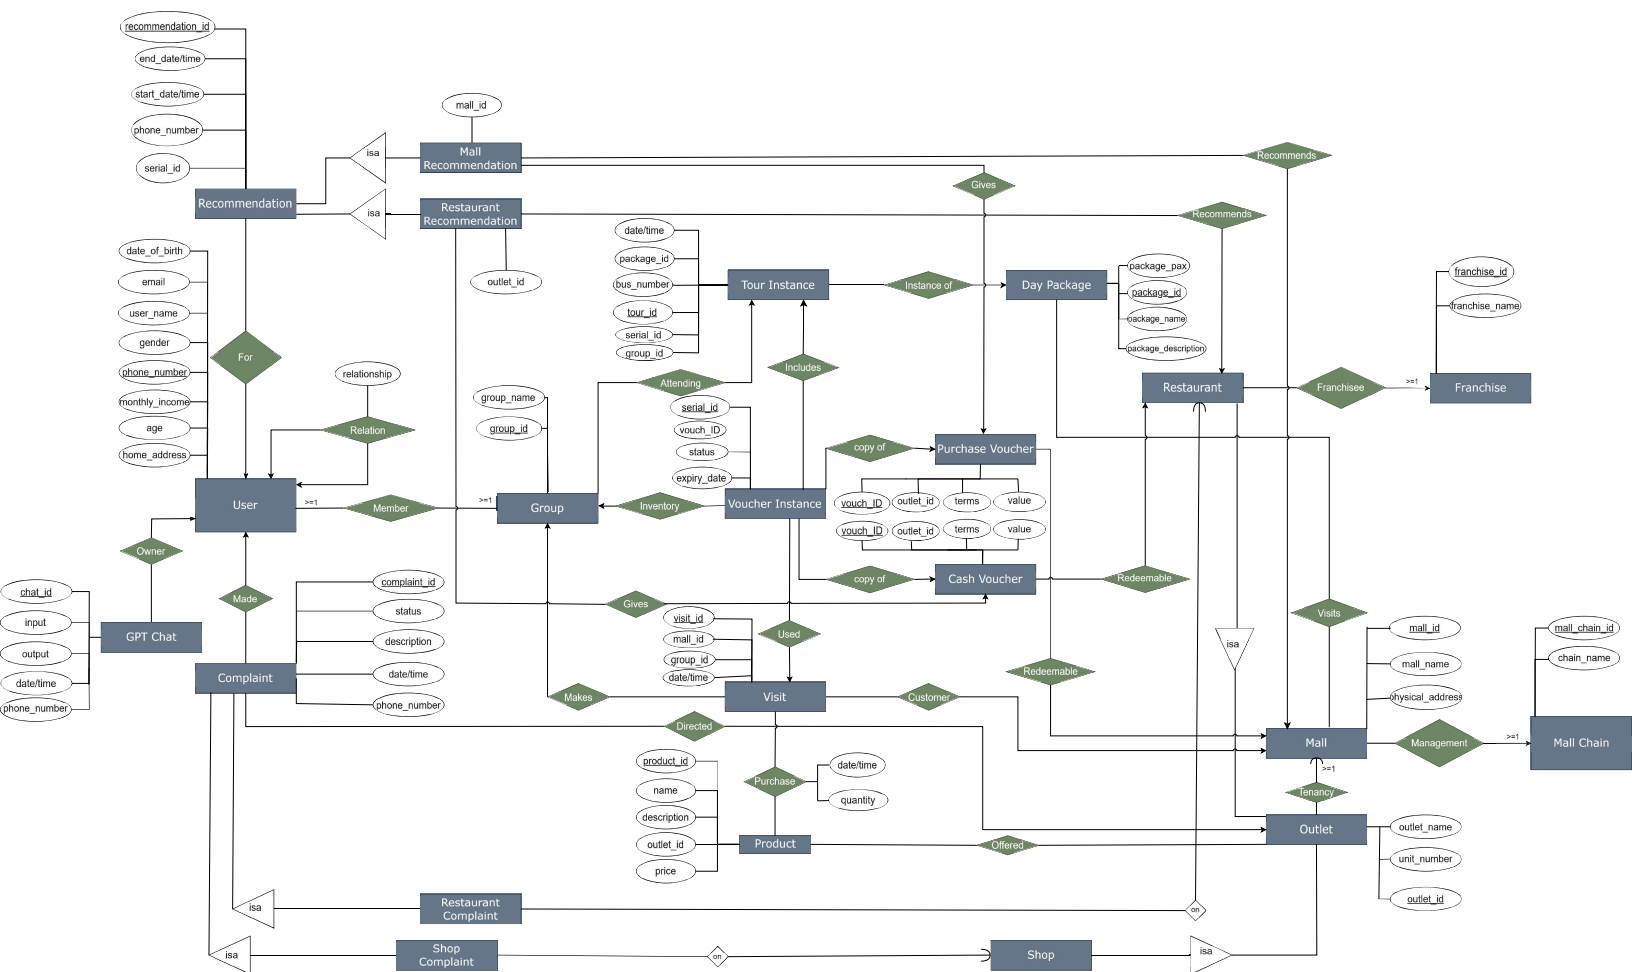 recommendation_id
end_date/time
start_date/time
phone_number
serial_id
Recommendation
isa
isa
mall_id
Mall
Recommendation
Restaurant
Recommendation
outlet_id
Recommends
Gives
Recommends
date_of_birth
email
user_name
gender
phone_number
monthly_income
age
home_address
For
relationship
Relation
User
>=1
Member
>=1
Group
group_name
group_id
date/time
package_id
bus_number
tour_id
serial_id
group_id
Tour Instance
Instance of
Day Package
package_pax
package_id
package_name
package_description
franchise_id
franchise_name
Attending
Includes
Restaurant
Franchisee
>=1
Franchise
serial_id
vouch_ID
status
expiry_date
Voucher Instance
Inventory
copy of
Purchase Voucher
vouch_ID
outlet_id
terms
value
vouch_ID
outlet_id
terms
value
copy of
Cash Voucher
Redeemable
Gives
Used
Owner
Made
chat_id
input
output
date/time
phone_number
GPT Chat
complaint_id
status
description
date/time
phone_number
Complaint
visit_id
mall_id
group_id
date/time
Visit
Makes
Customer
Redeemable
Visits
isa
mall_id
mall_name
physical_address
mall_chain_id
chain_name
Directed
Mall
Management
>=1
Mall Chain
>=1
Tenancy
Outlet
outlet_name
unit_number
outlet_id
product_id
name
description
outlet_id
price
Purchase
date/time
quantity
Product
Offered
isa
Restaurant
Complaint
on
isa
Shop
Complaint
on
Shop
isa